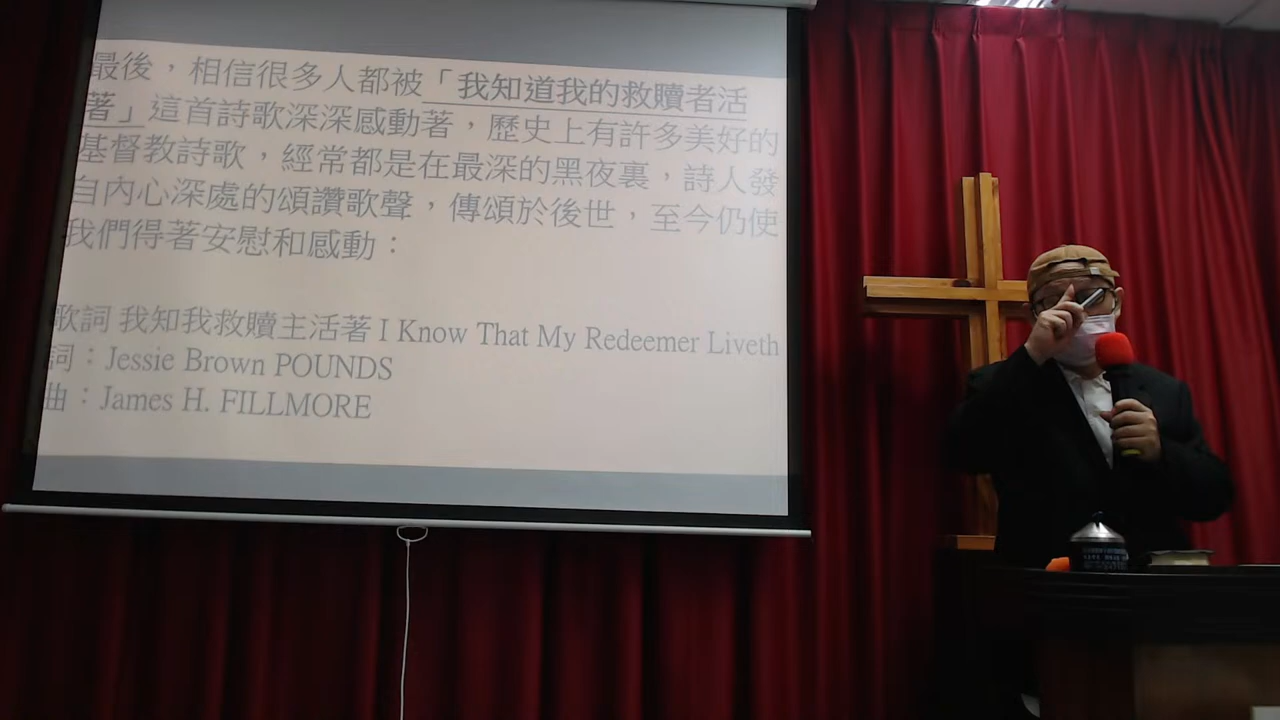 最後，相信很多人都被「我知道我的救贖者活
著」這首詩歌深深感動著，歷史上有許多美好的
基督教詩歌，經常都是在最深的黑夜裏，詩人發
自內心深處的頌讚歌聲，傳頌於後世，至今仍使
我們得著安慰和感動：
歌詞 我知我救贖主活著 I Know That My Redeemer Liveth
詞：Jessie Brown POUNDS
曲：James H. FILLMORE